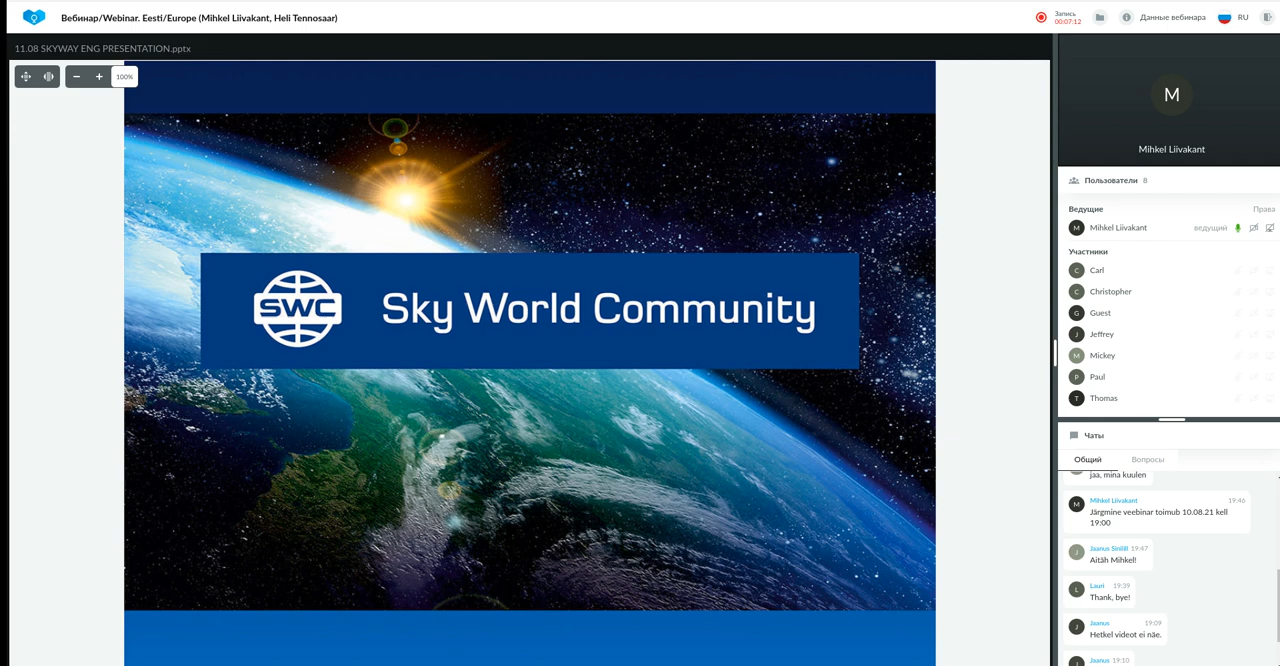 Вебинар/Webinar. Eesti/Europe (Mihkel Liivakant, Heli Tennosaar)
Запись
00:07:12
Данные вебинара
RU
11.08 SKYWAY ENG PRESENTATION.pptx
100%
SWC
Sky World Community
M
Mihkel Liivakant
Пользователи 8
Ведущие
Права
M Mihkel Liivakant ведущий
Участники
C Carl
C Christopher
G Guest
J Jeffrey
M Mickey
P Paul
T Thomas
Чаты
Общий
Вопросы
jaa, mina kuulen
M
Mihkel Liivakant 19:46
Järgmine veebinar toimub 10.08.21 kell
19:00
J
Jaanus Sinilill 19:47
Aitäh Mihkel!
L
Lauri 19:39
Thank, bye!
J
Jaanus 19:09
Hetkel videot ei näe.
J
Jaanus 19:10